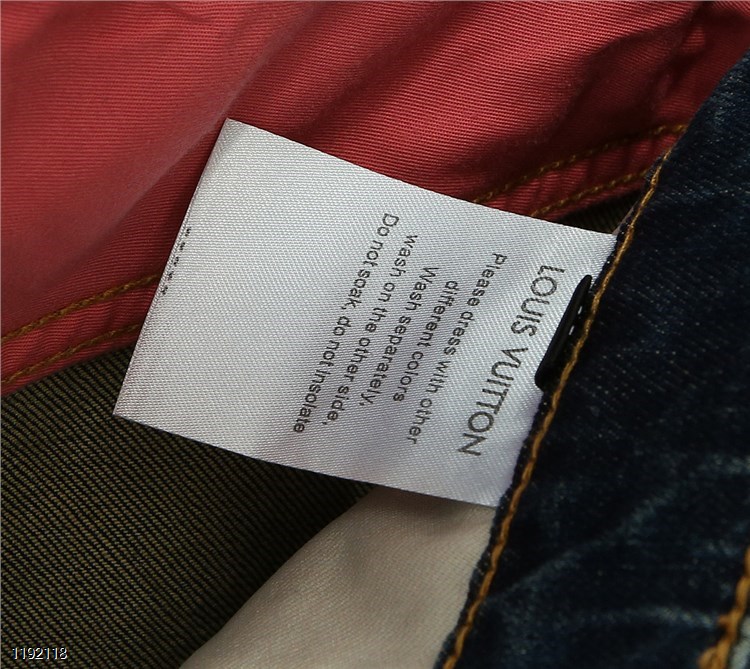 LOUIS VUITTON
Please dress with other
different colors
Wash separately,
wash on the other side,
Do not soak, do not insolate
1192118